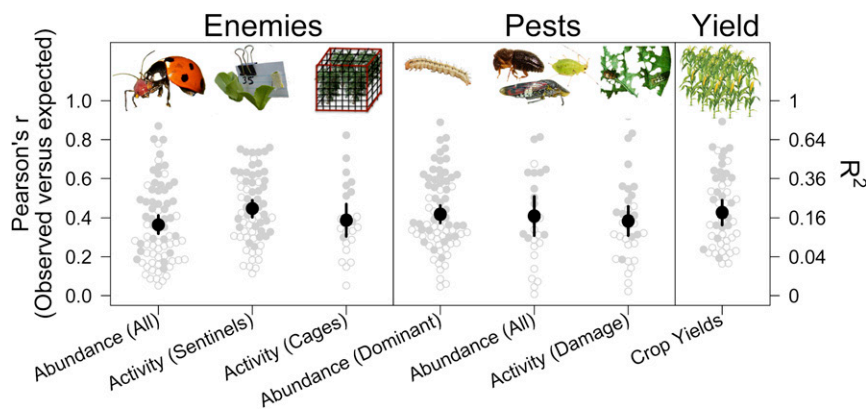 Enemies
Pests
Yield
35
Pearson's r
(Observed versus expected)
1.0
0.8
0.6
0.4
0.2
0.0
1
0.64
0.36
0.16
0.04
0
R²
Abundance (All)
Activity (Sentinels)
Activity (Cages)
Abundance (Dominant)
Abundance (All)
Activity (Damage)
Crop Yields